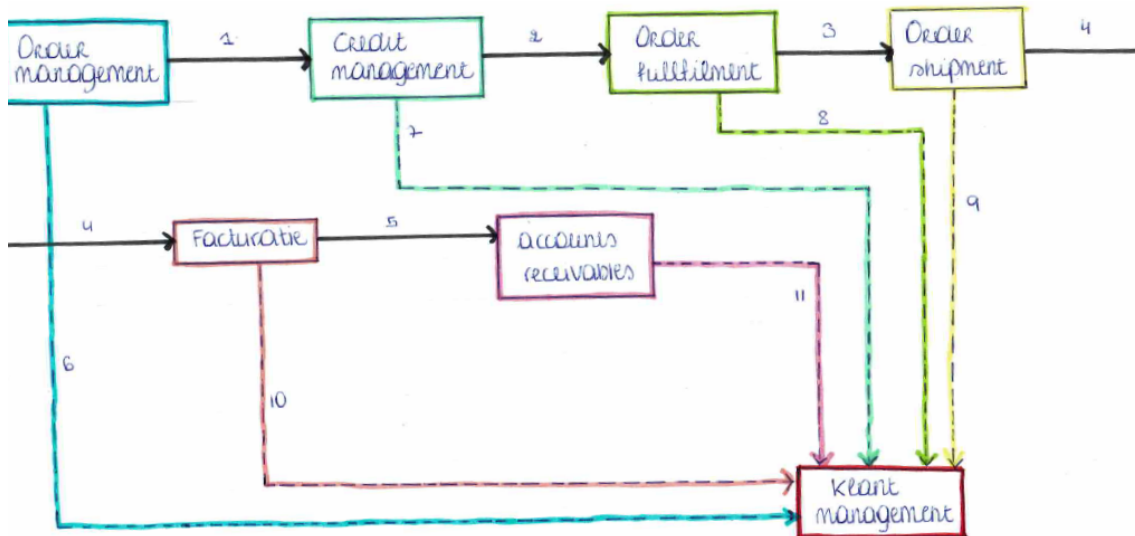 Order
management
1
Credit
management
2
Order
fullfilment
3
Order
shipment
4
7
8
9
4
Facturatie
5
accounts
receivables
11
6
10
Klant
management